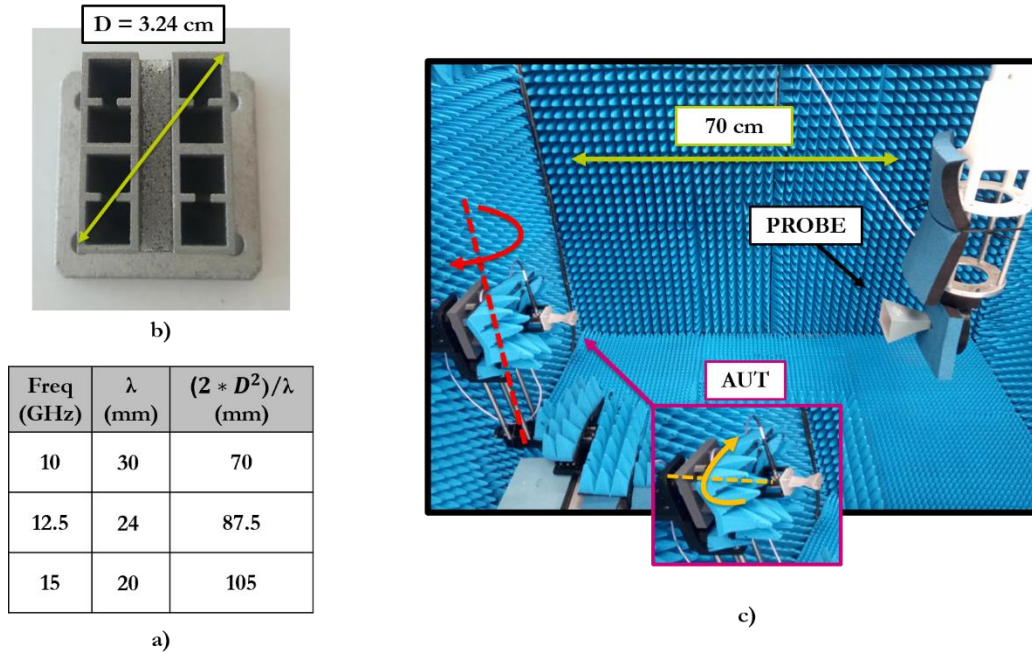 D = 3.24 cm
b)
Freq (GHz) λ (mm) (2 * D²)/λ (mm)
10 30 70
12.5 24 87.5
15 20 105
a)
70 cm
PROBE
AUT
c)